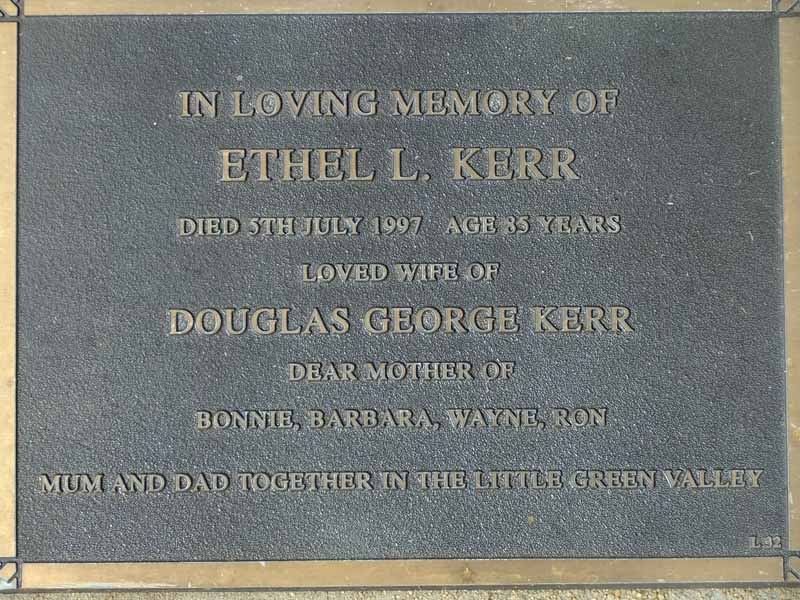 IN LOVING MEMORY OF
ETHEL L. KERR
DIED 5TH JULY 1997 AGE 85 YEARS
LOVED WIFE OF
DOUGLAS GEORGE KERR
DEAR MOTHER OF
BONNIE, BARBARA, WAYNE, RON
MUM AND DAD TOGETHER IN THE LITTLE GREEN VALLEY
L 92